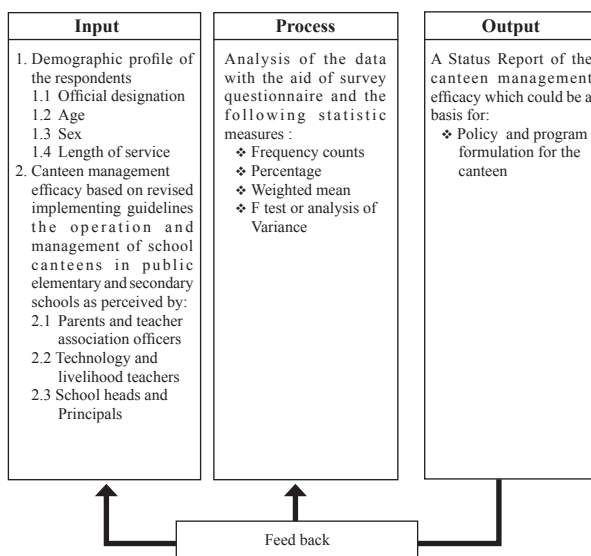 Input
1. Demographic profile of
the respondents
1.1 Official designation
1.2 Age
1.3 Sex
1.4 Length of service
2. Canteen management
efficacy based on revised
implementing guidelines
the operation and
management of school
canteens in public
elementary and secondary
schools as perceived by:
2.1 Parents and teacher
association officers
2.2 Technology and
livelihood teachers
2.3 School heads and
Principals
Process
Analysis of the data
with the aid of survey
questionnaire and the
following statistic
measures :
❖ Frequency counts
❖ Percentage
❖ Weighted mean
❖ F test or analysis of
Variance
Output
A Status Report of the
canteen management
efficacy which could be a
basis for:
❖ Policy and program
formulation for the
canteen
Feed back